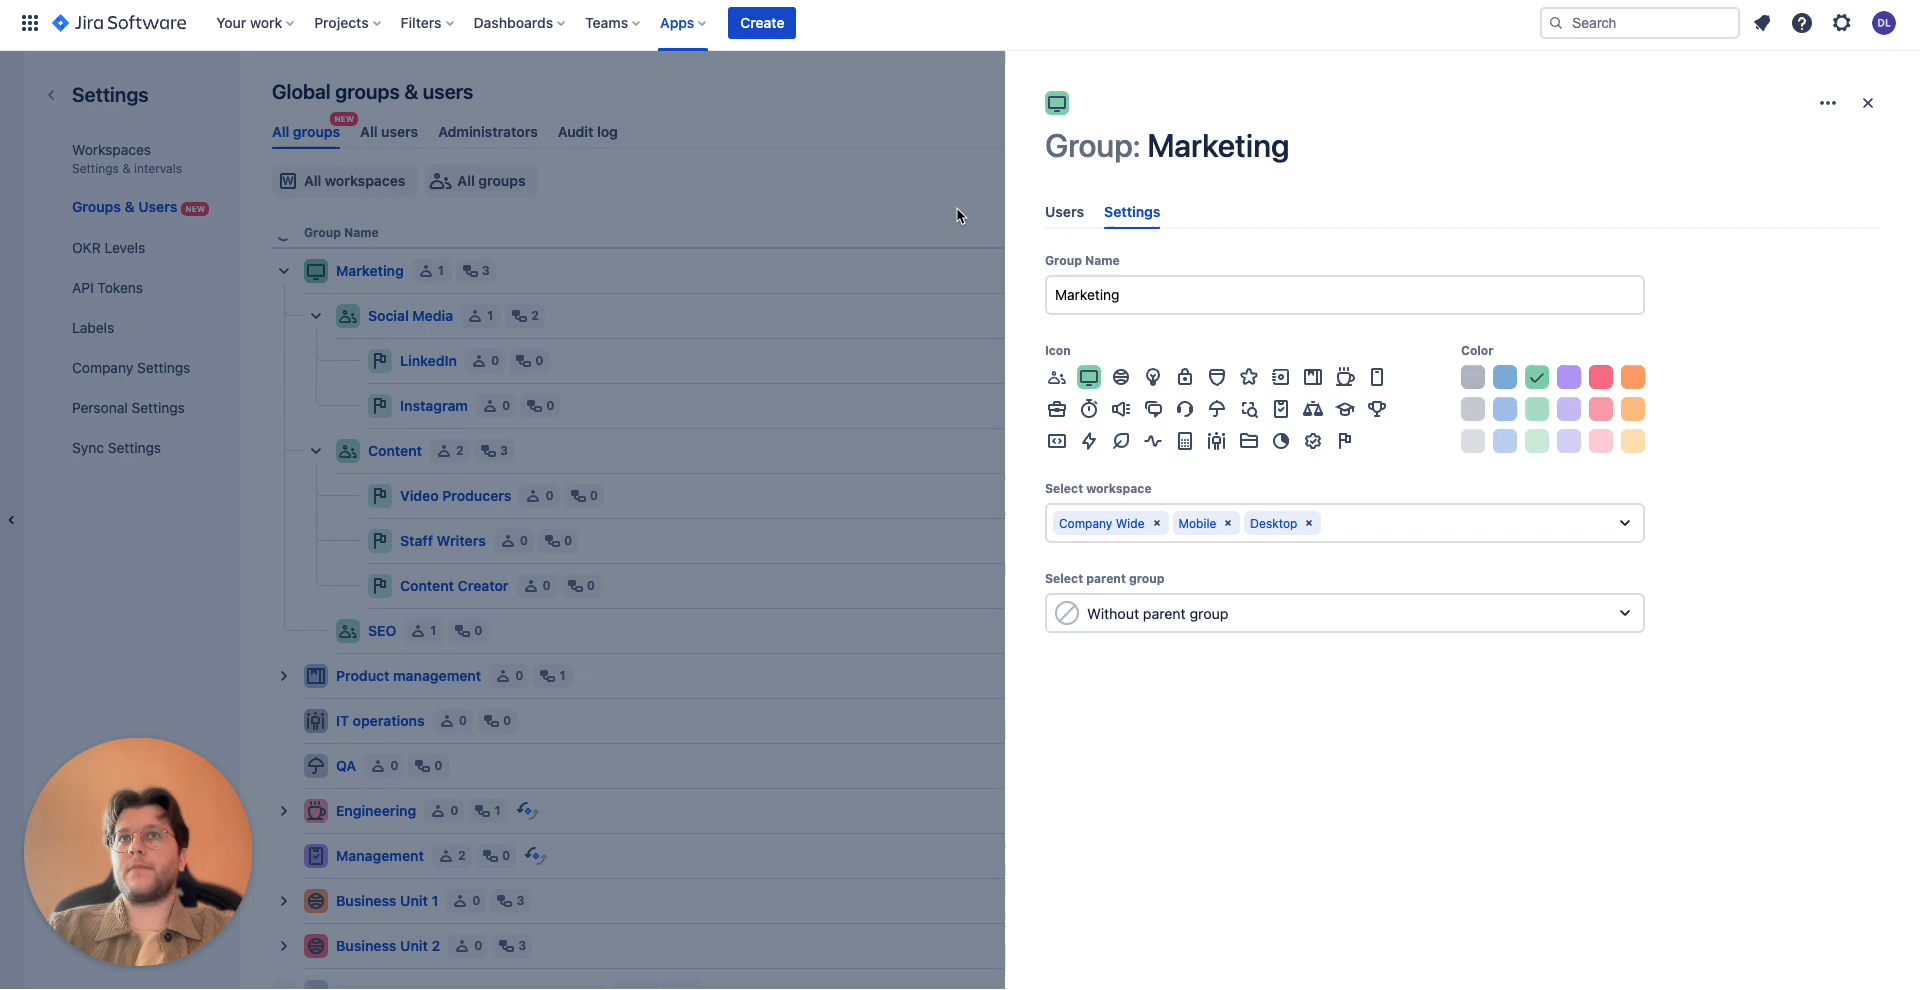 Jira Software Your work Projects Filters Dashboards Teams Apps Create Search DL
Settings
Workspaces
Settings & intervals
Groups & Users NEW
OKR Levels
API Tokens
Labels
Company Settings
Personal Settings
Sync Settings
Global groups & users
NEW
All groups All users Administrators Audit log
W All workspaces All groups
Group Name
Marketing 1 3
Social Media 1 2
LinkedIn 0 0
Instagram 0 0
Content 2 3
Video Producers 0 0
Staff Writers 0 0
Content Creator 0 0
SEO 1 0
Product management 0 1
IT operations 0 0
QA 0 0
Engineering 0 1
Management 2 0
Business Unit 1 0 3
Business Unit 2 0 3
Group: Marketing
Users Settings
Group Name
Marketing
Icon Color
Select workspace
Company Wide × Mobile × Desktop ×
Select parent group
Without parent group